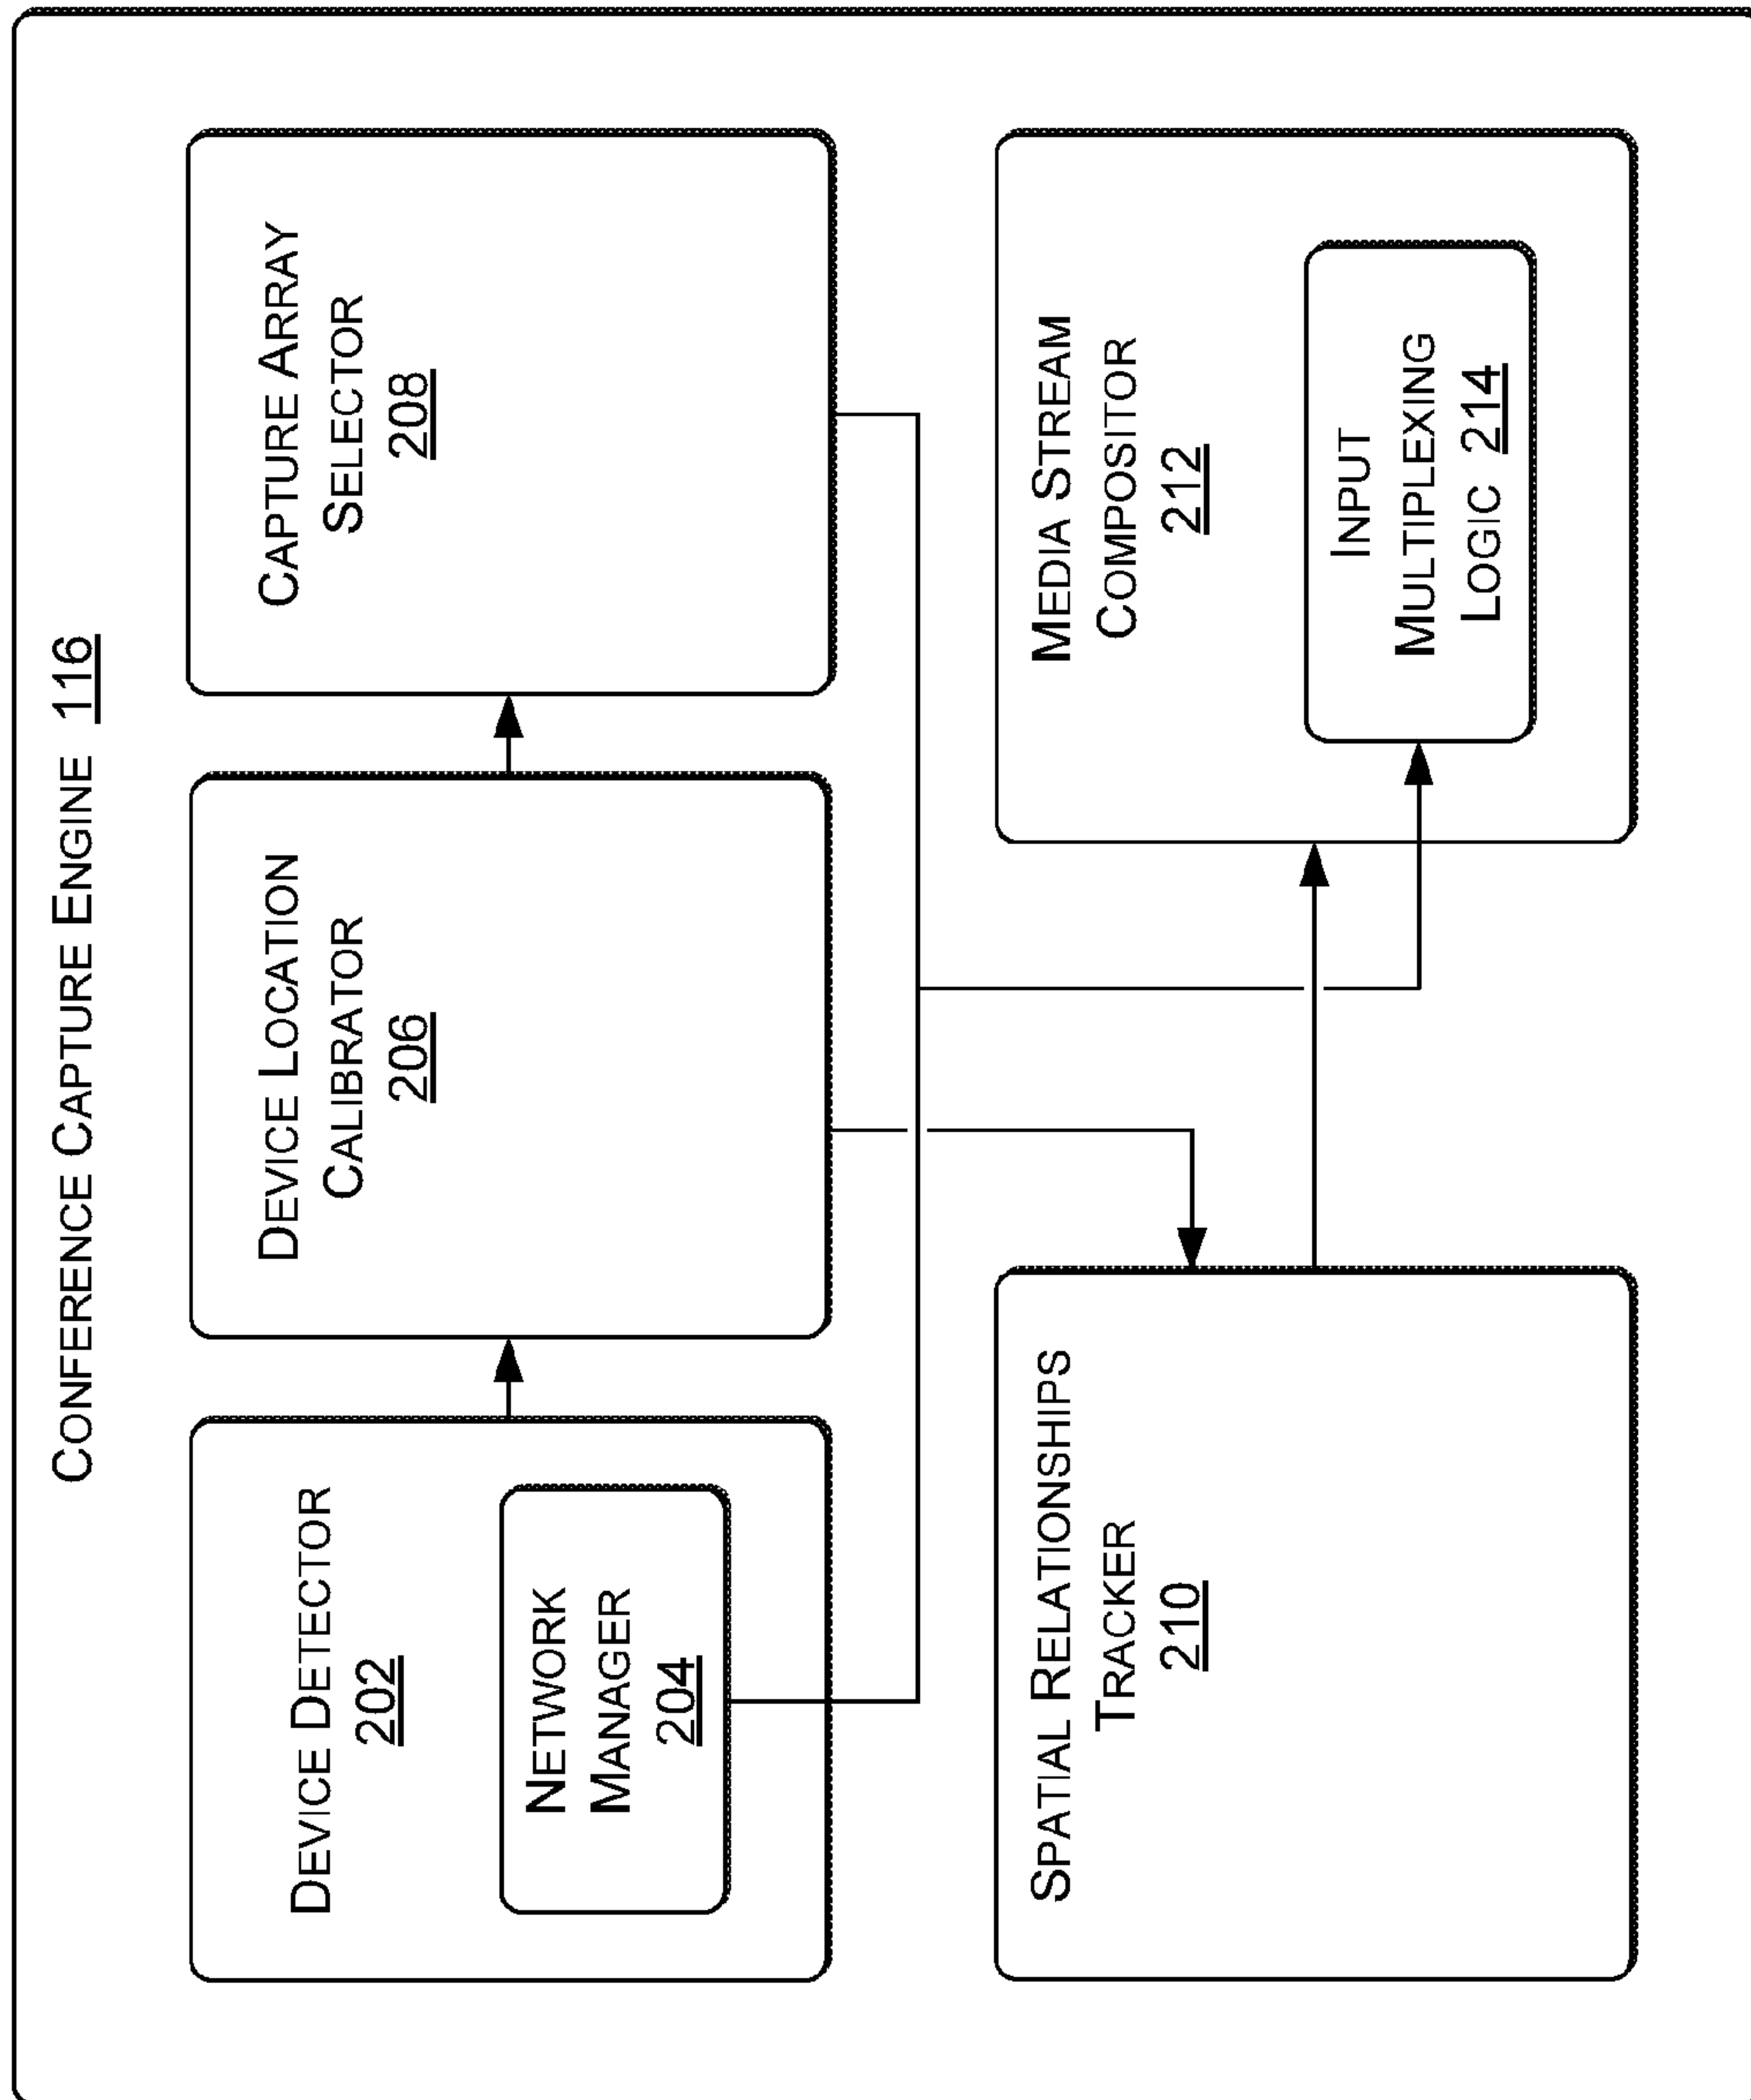 CONFERENCE CAPTURE ENGINE 116
DEVICE DETECTOR
202
NETWORK
MANAGER
204
DEVICE LOCATION
CALIBRATOR
206
CAPTURE ARRAY
SELECTOR
208
SPATIAL RELATIONSHIPS
TRACKER
210
MEDIA STREAM
COMPOSITOR
212
INPUT
MULTIPLEXING
LOGIC 214